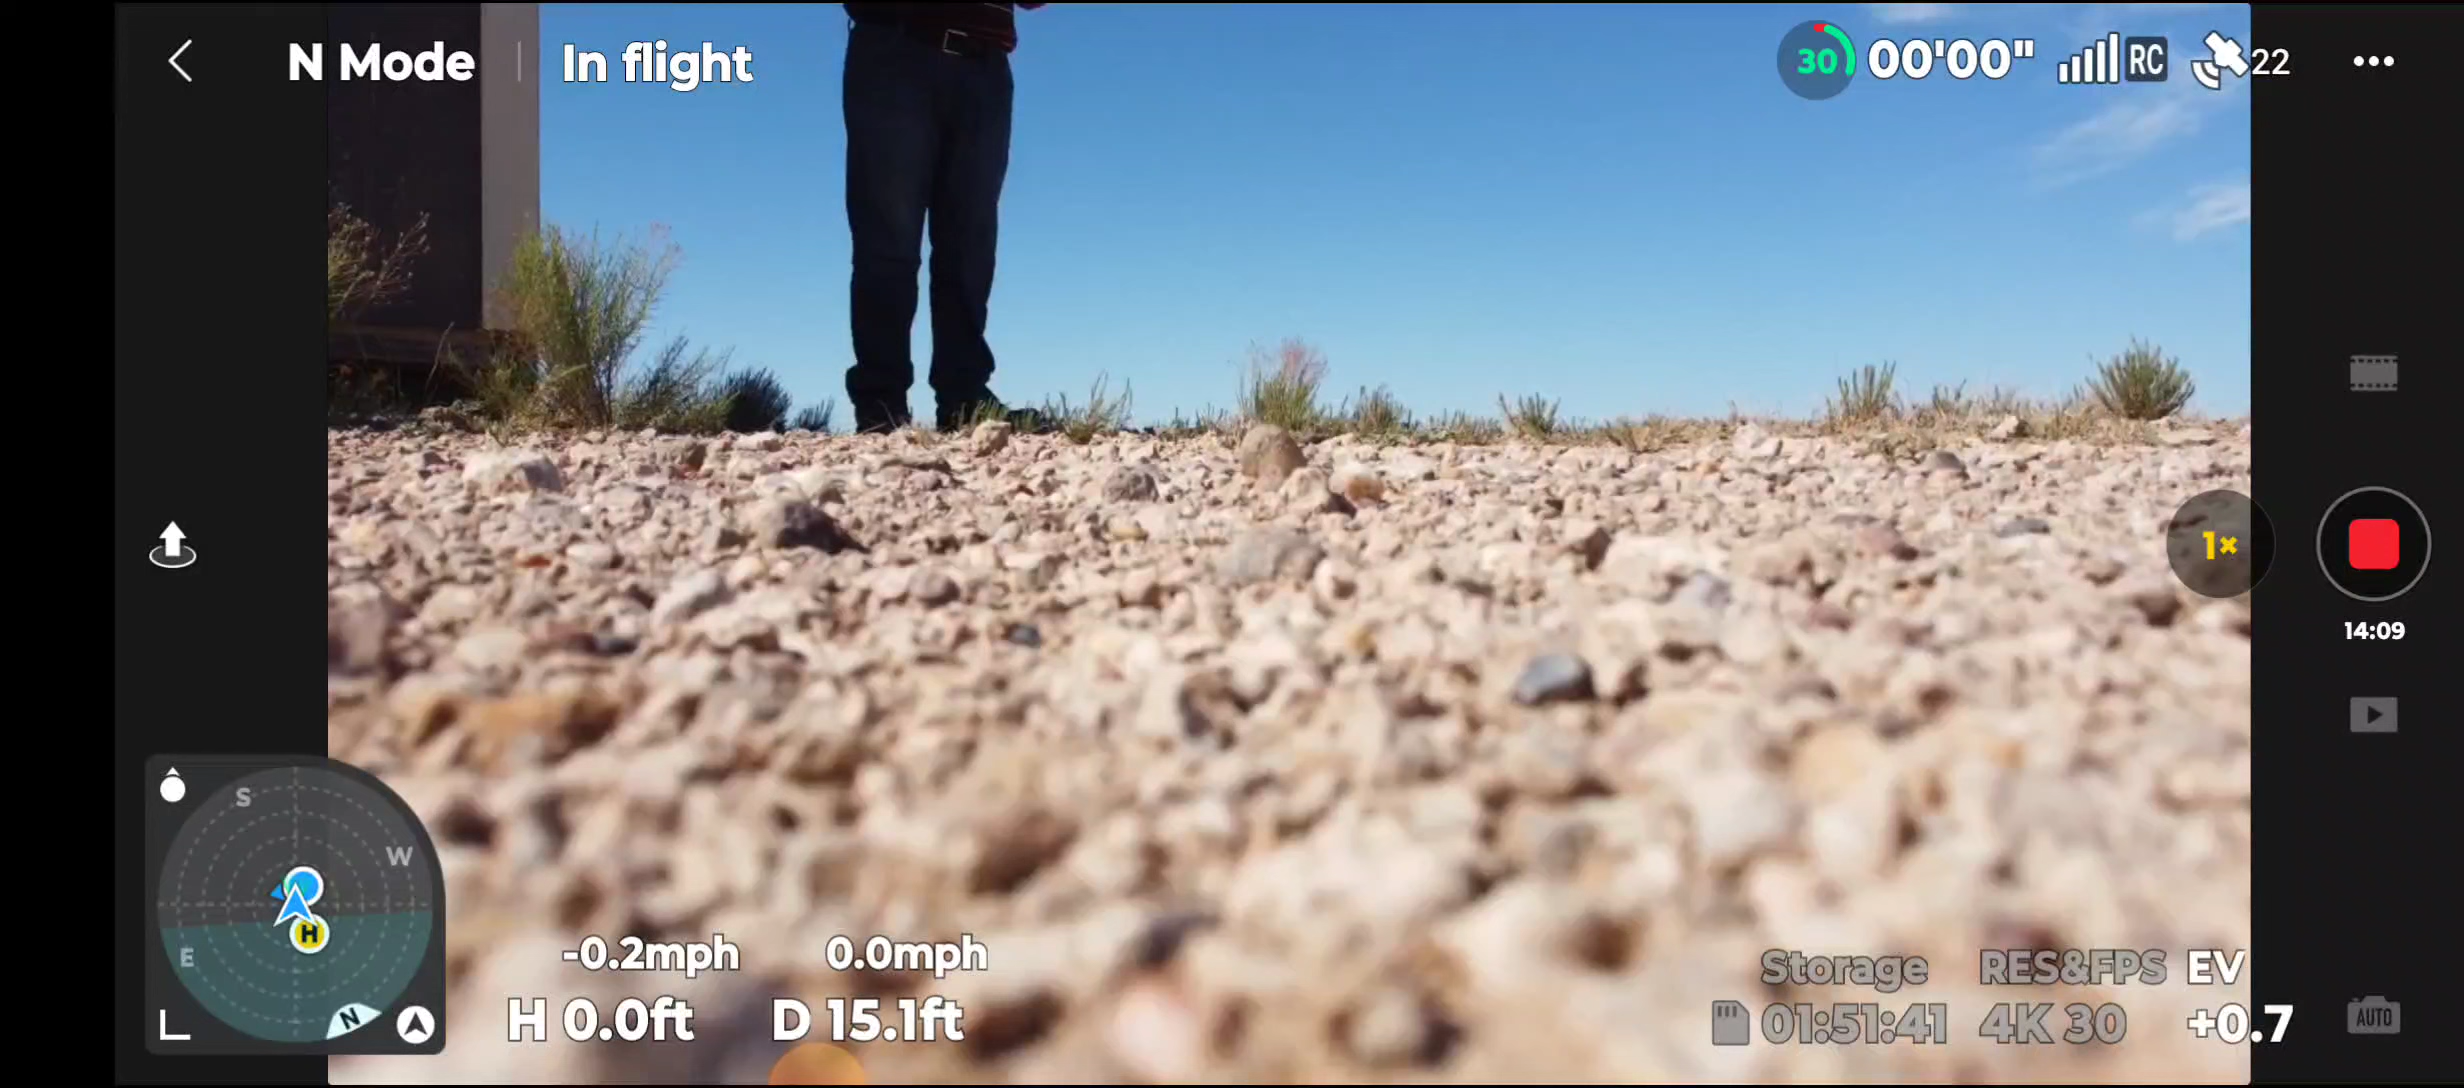 N Mode
In flight
30
00'00"
RC
22
1×
14:09
S
W
E
N
H
-0.2mph
0.0mph
H 0.0ft
D 15.1ft
Storage
RES&FPS
EV
01:51:41
4K 30
+0.7
AUTO